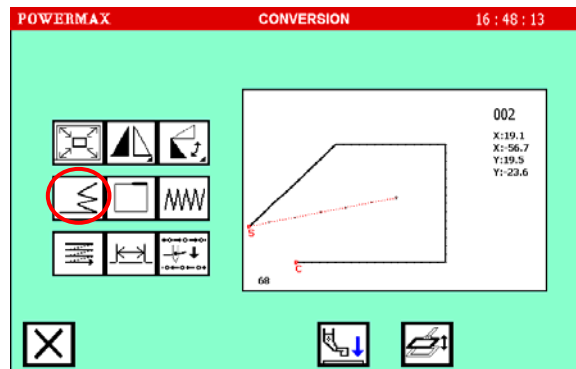 POWERMAX CONVERSION 16 : 48 : 13
002
X:19.1
X:-56.7
Y:19.5
Y:-23.6
S
C
68